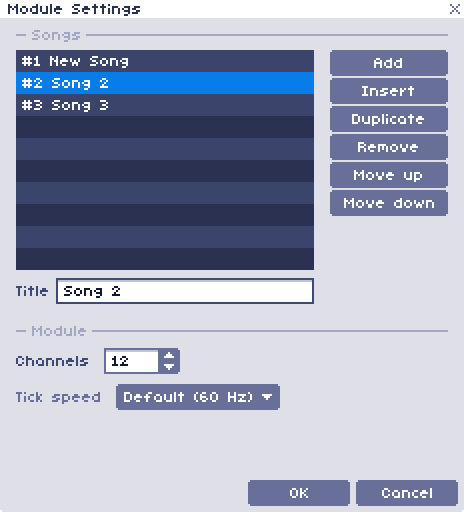 Module Settings
Songs
#1 New Song
#2 Song 2
#3 Song 3
Add
Insert
Duplicate
Remove
Move up
Move down
Title Song 2
Module
Channels 12
Tick speed Default (60 Hz)
OK Cancel